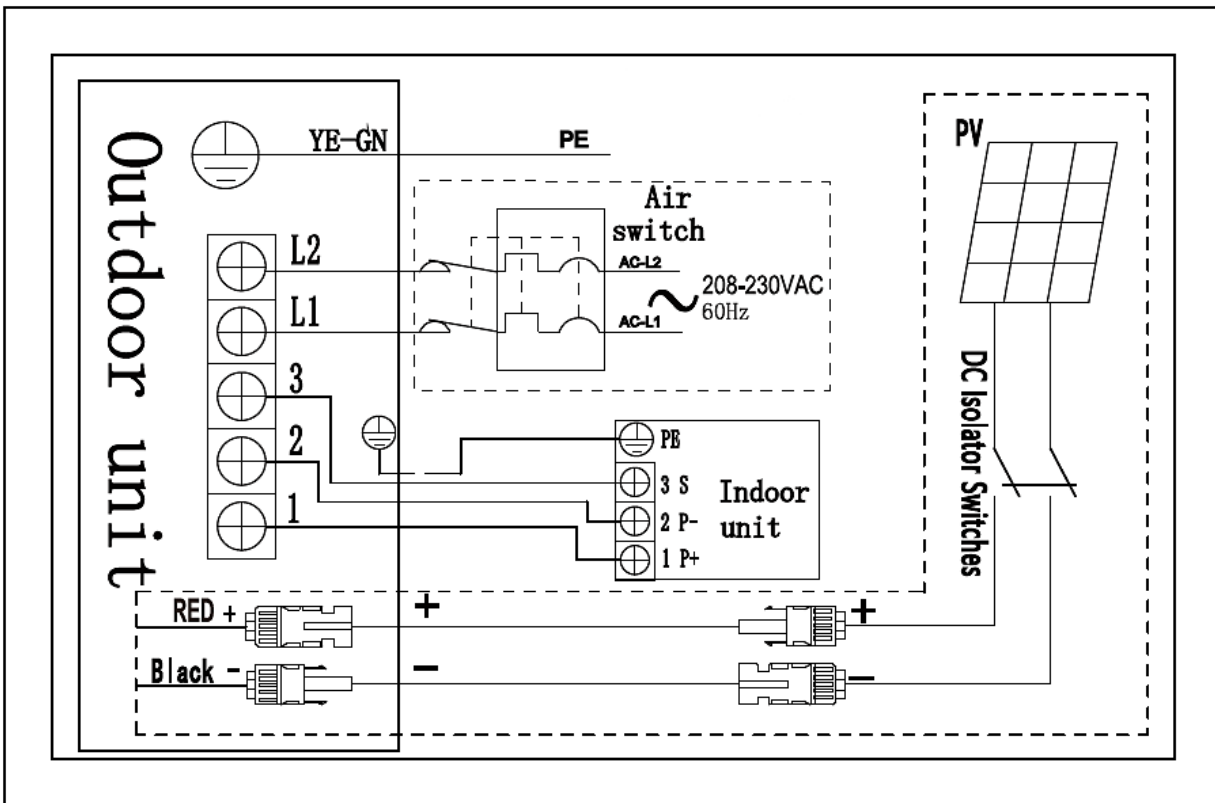 Outdoor unit
YE-GN
PE
Air
switch
L2
AC-L2
208-230VAC
60Hz
L1
AC-L1
3
2
1
PE
3 S
2 P-
1 P+
Indoor
unit
PV
DC Isolator Switches
RED +
+
+
Black -
-
-